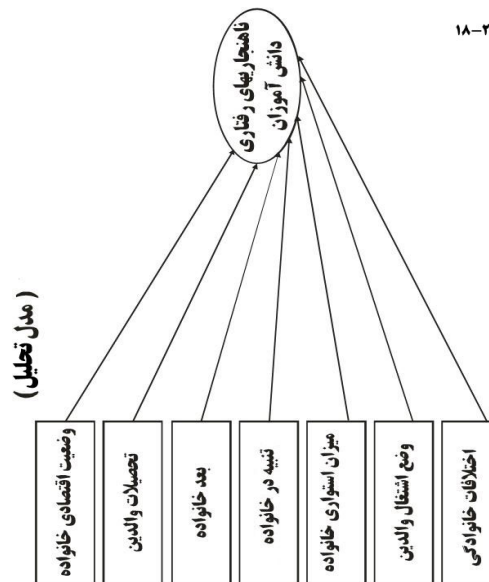 ۱۸-۲
(مدل تحلیل)
ناهنجاریهای رفتاری
دانش آموزان
وضعیت اقتصادی خانواده
تحصیلات والدین
بعد خانواده
تنبیه در خانواده
میزان استواری خانواده
وضع اشتغال والدین
اختلافات خانوادگی